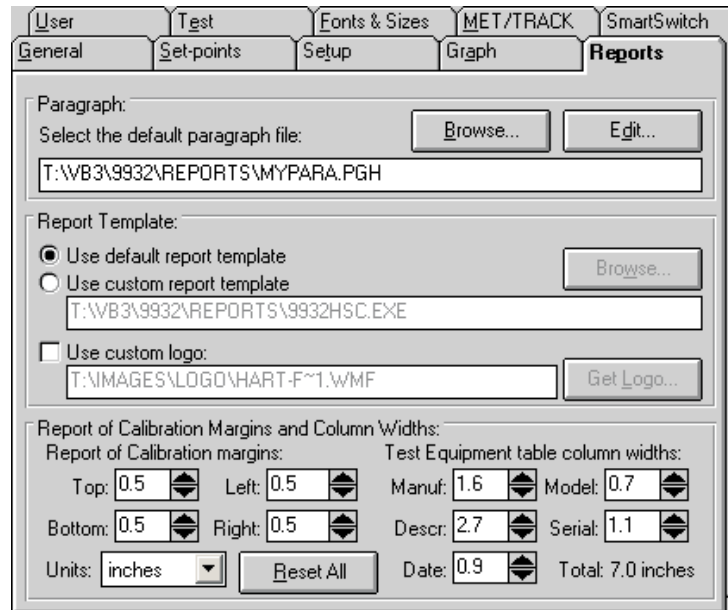 User Test Fonts & Sizes MET/TRACK SmartSwitch
General Set-points Setup Graph Reports
Paragraph:
Select the default paragraph file: Browse... Edit...
T:\VB3\9932\REPORTS\MYPARA.PGH
Report Template:
Use default report template Browse...
Use custom report template
T:\VB3\9932\REPORTS\9932HSC.EXE
Use custom logo:
T:\IMAGES\LOGO\HART-F~1.WMF Get Logo...
Report of Calibration Margins and Column Widths:
Report of Calibration margins: Test Equipment table column widths:
Top: 0.5 Left: 0.5 Manuf: 1.6 Model: 0.7
Bottom: 0.5 Right: 0.5 Descr: 2.7 Serial: 1.1
Units: inches Reset All Date: 0.9 Total: 7.0 inches